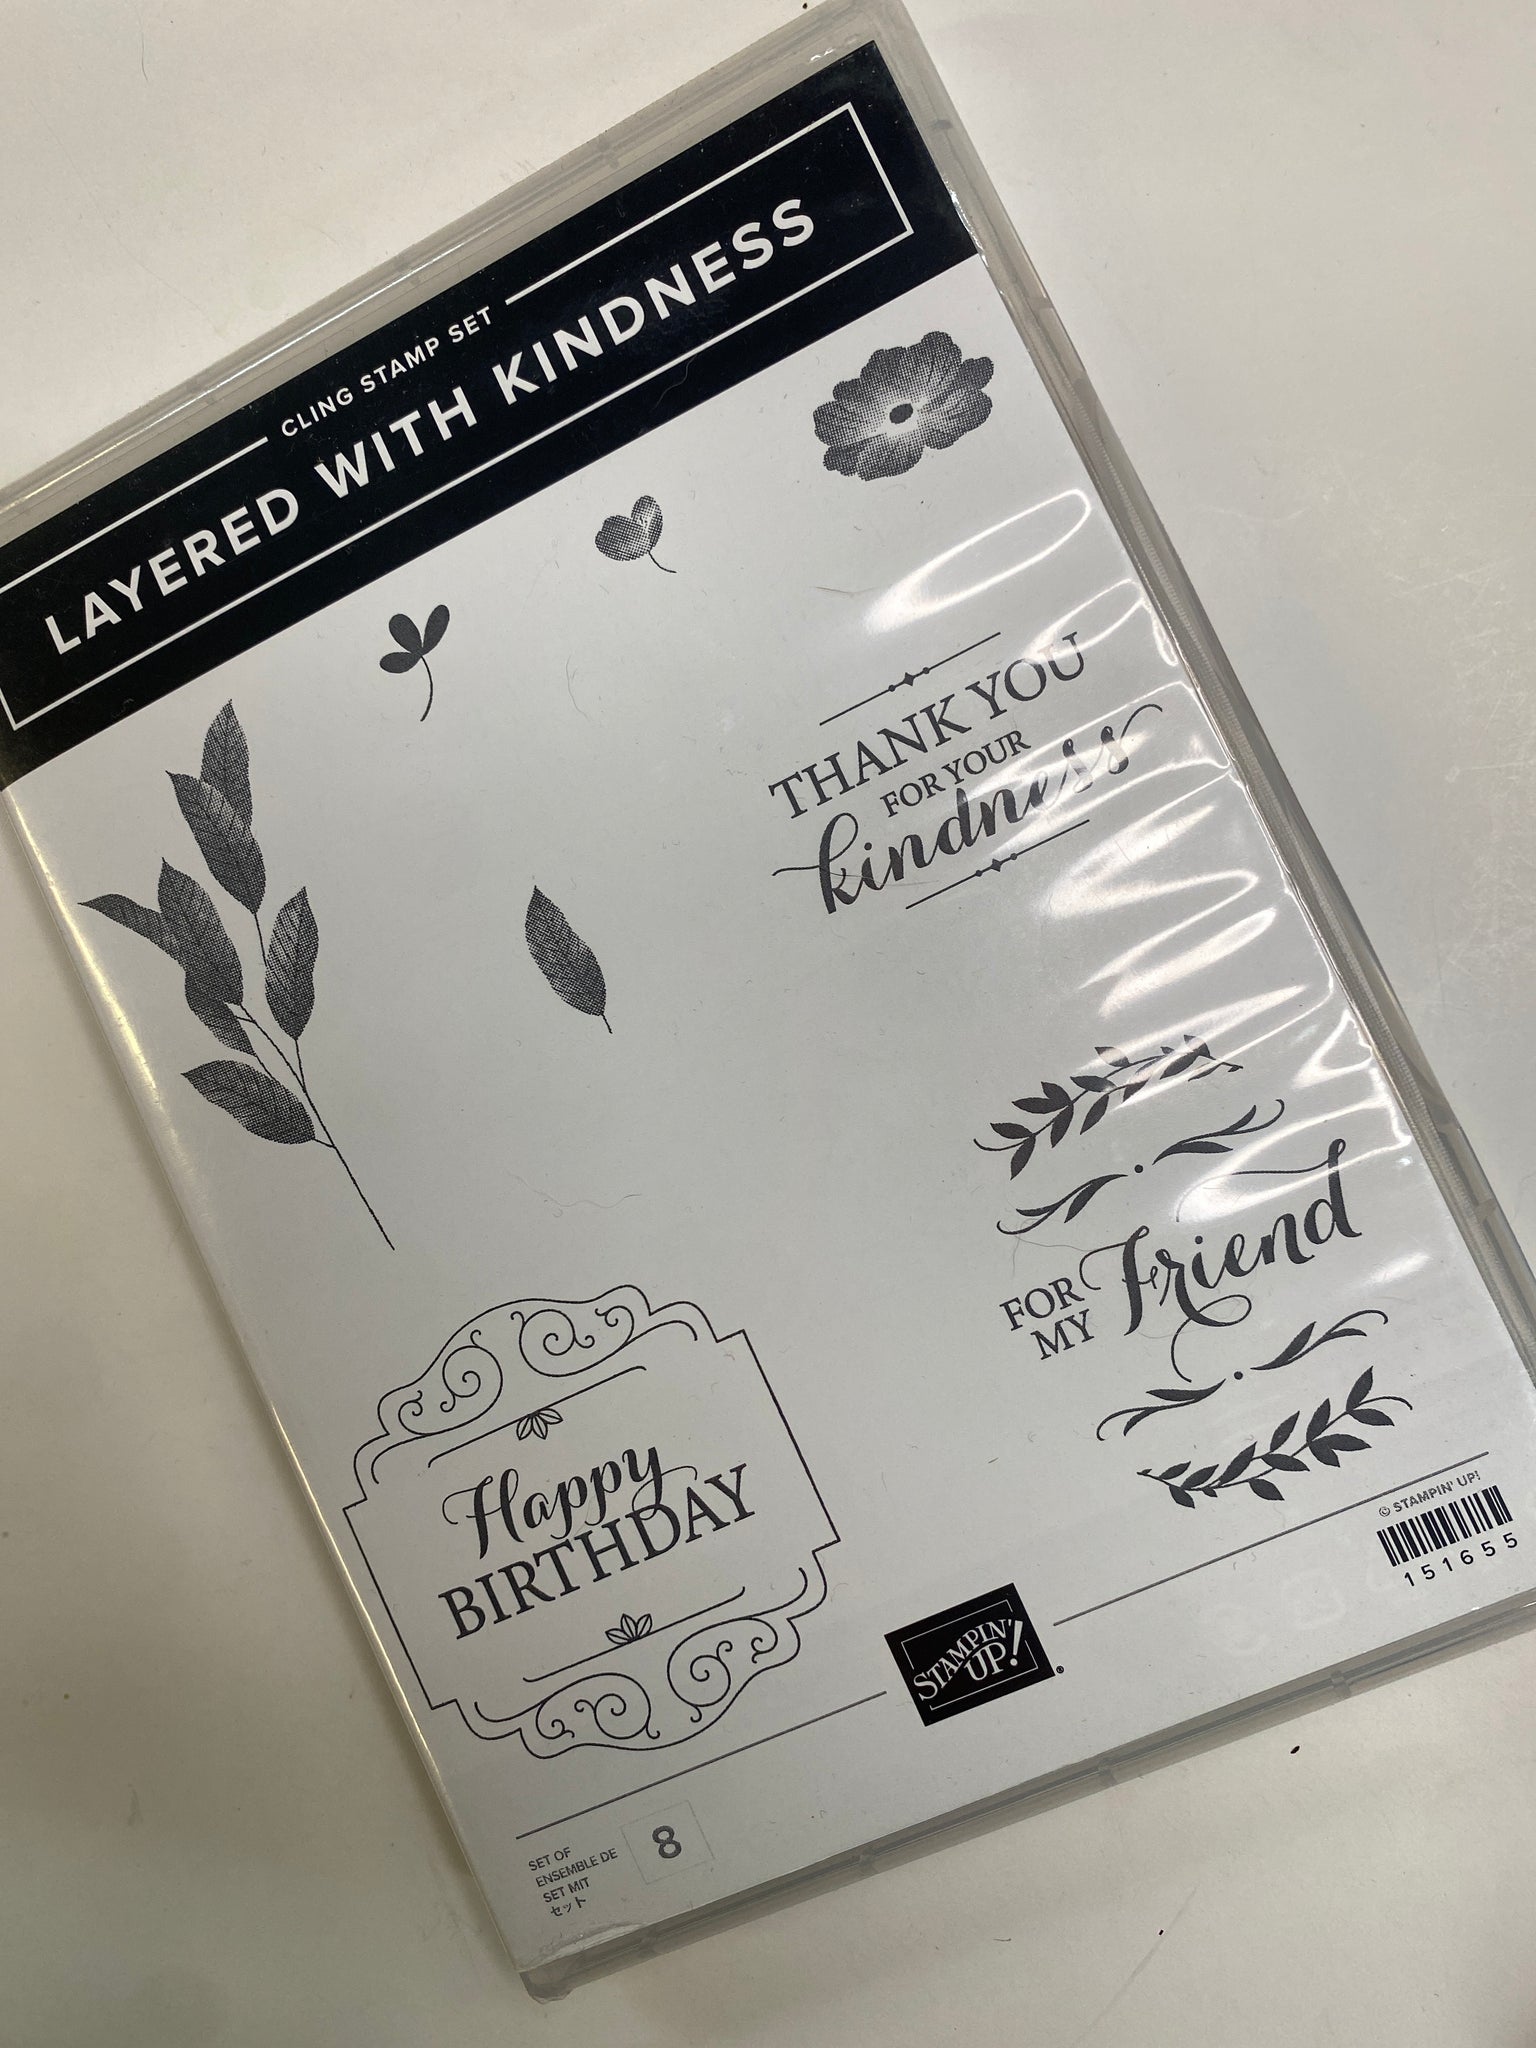 CLING STAMP SET
LAYERED WITH KINDNESS
THANK YOU
FOR YOUR
kindness
FOR MY Friend
Happy
BIRTHDAY
© STAMPIN' UP!
151655
STAMPIN' UP!®
SET OF
ENSEMBLE DE
SET MIT
セット
8